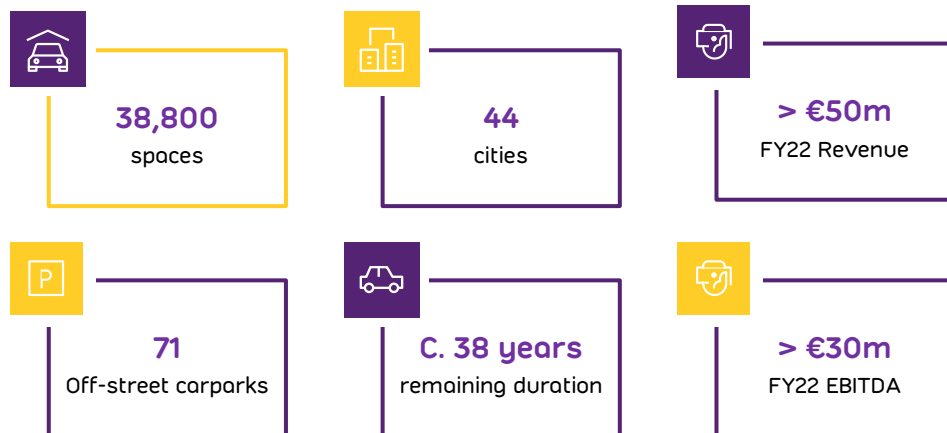 38,800
spaces
44
cities
> €50m
FY22 Revenue
P
71
Off-street carparks
C. 38 years
remaining duration
> €30m
FY22 EBITDA